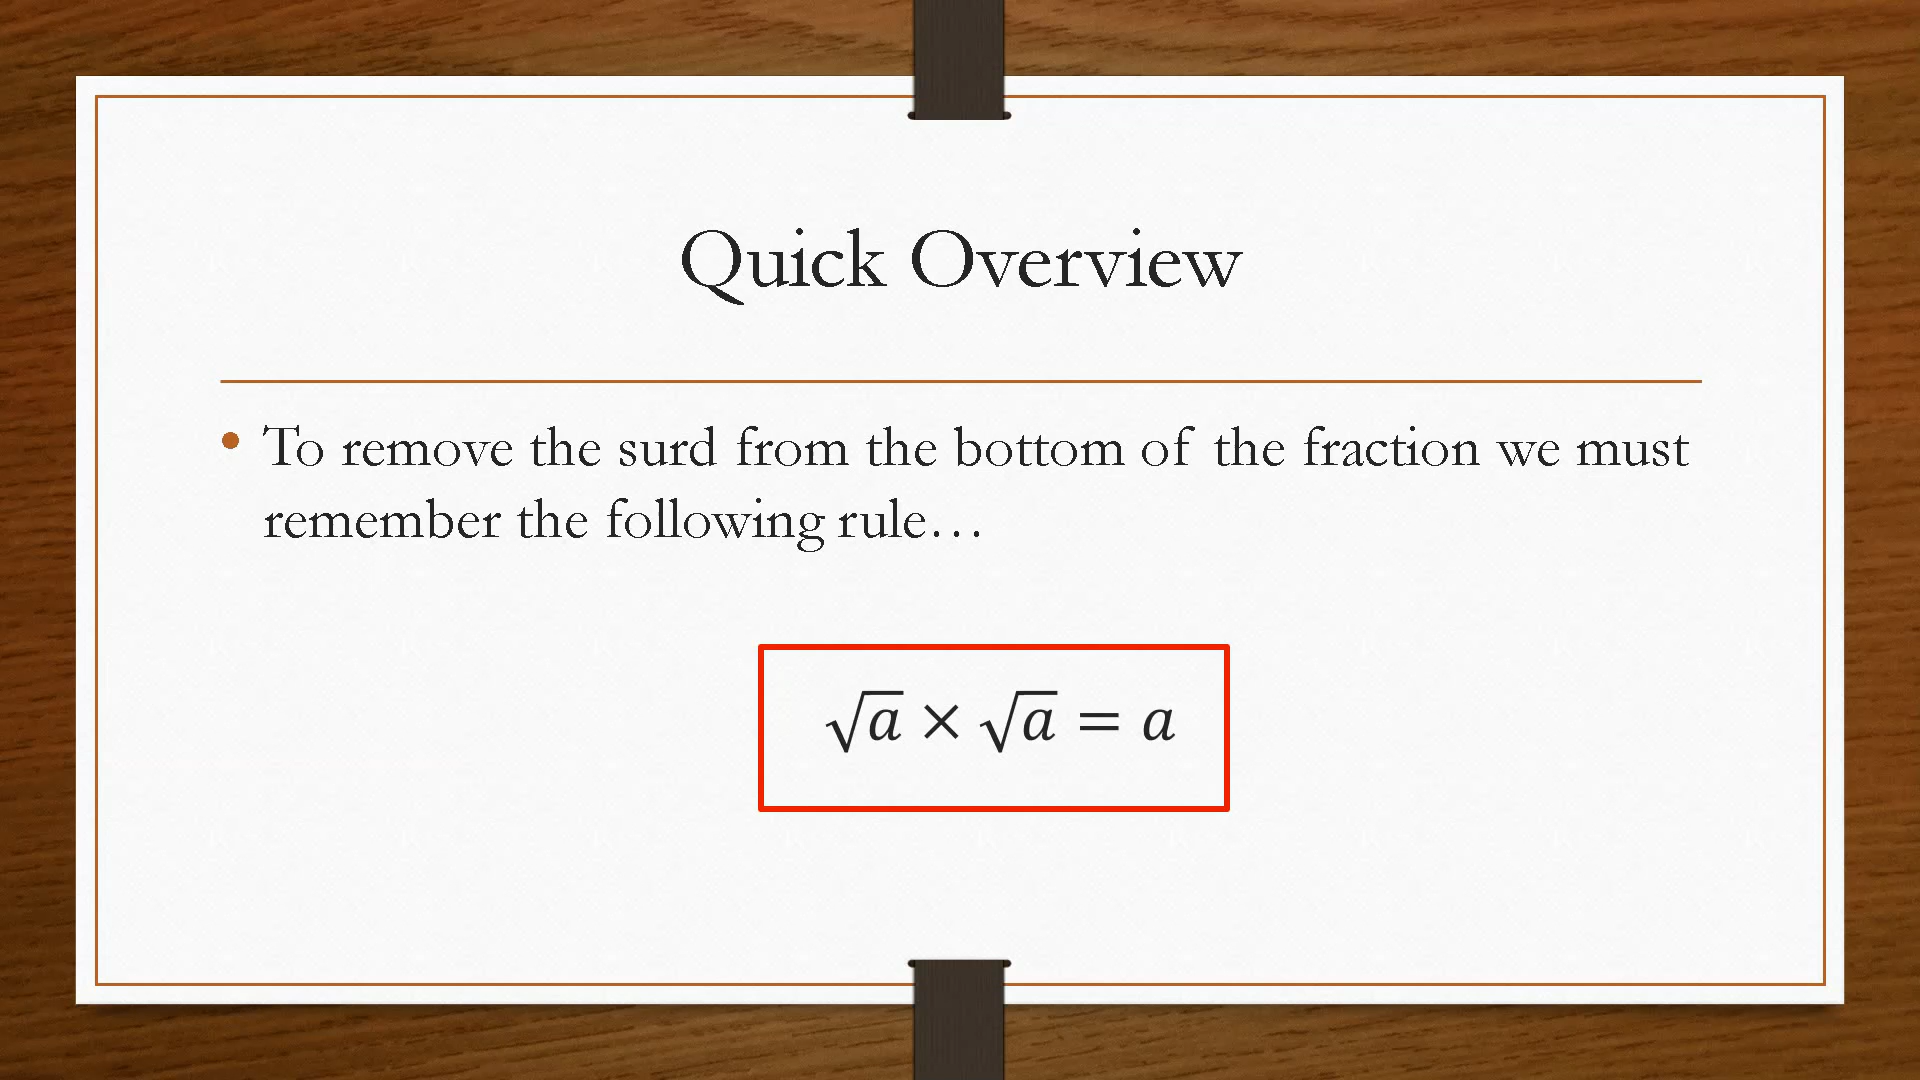 Quick Overview
• To remove the surd from the bottom of the fraction we must
remember the following rule…
√a × √a = a